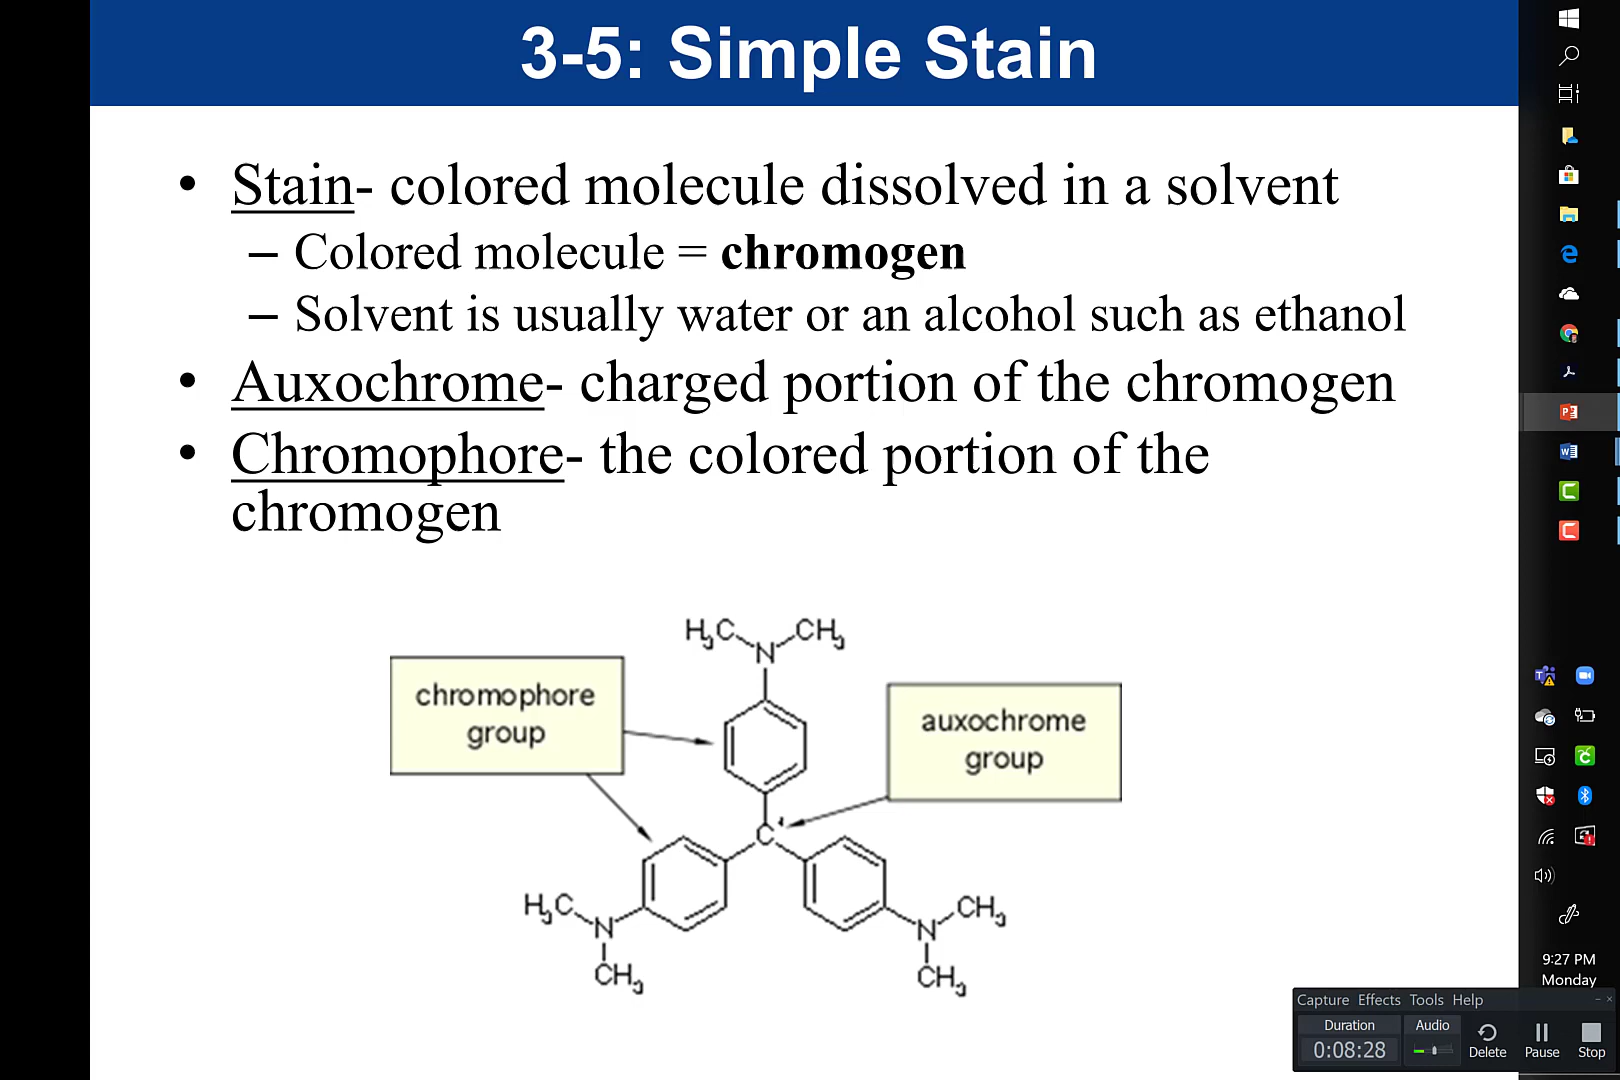 3-5: Simple Stain
• Stain- colored molecule dissolved in a solvent
– Colored molecule = chromogen
– Solvent is usually water or an alcohol such as ethanol
• Auxochrome- charged portion of the chromogen
• Chromophore- the colored portion of the
chromogen
H3C CH3
N
chromophore
group
auxochrome
group
C+
H3C N
CH3
N CH3
CH3
9:27 PM
Monday
Capture Effects Tools Help
Duration Audio
0:08:28 Delete Pause Stop